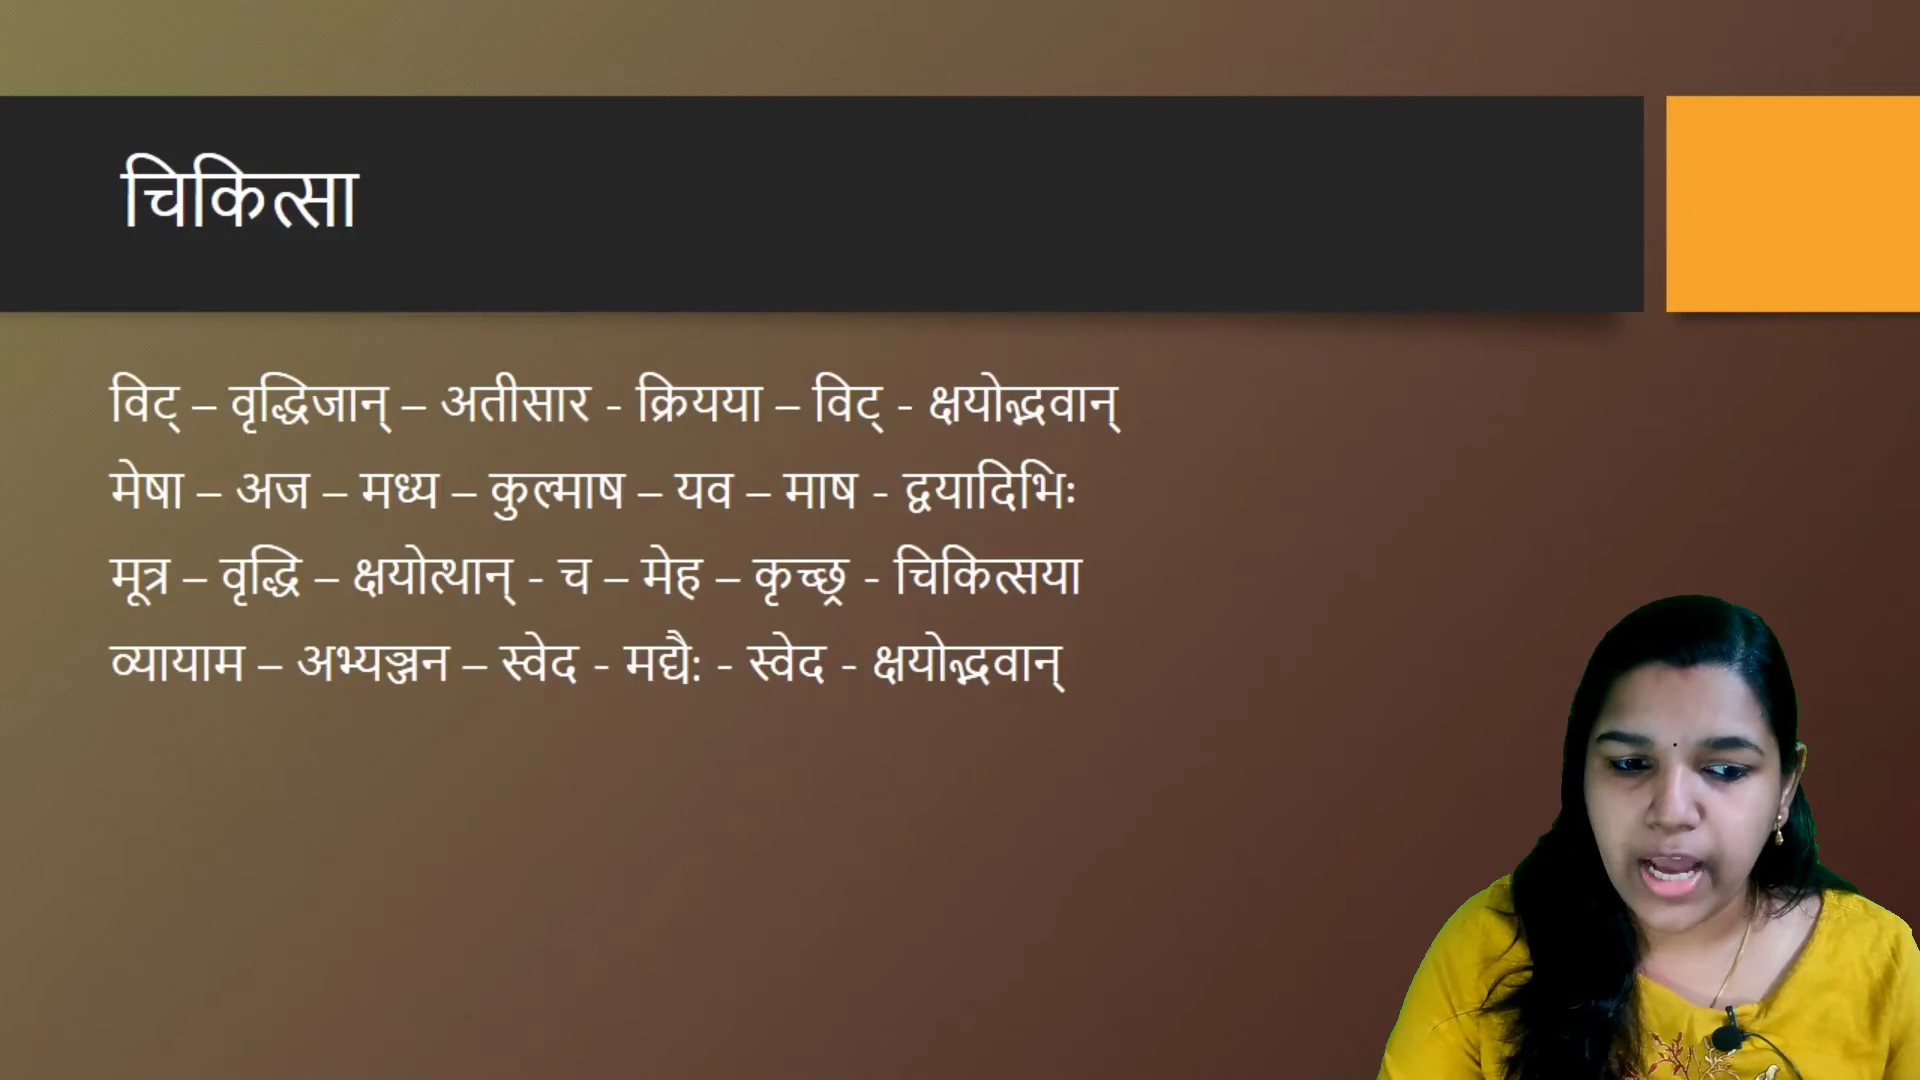 चिकित्सा
विट् – वृद्धिजान् – अतीसार - क्रियया – विट् - क्षयोद्भवान्
मेषा – अज – मध्य – कुल्माष – यव – माष - द्वयादिभिः
मूत्र – वृद्धि – क्षयोत्थान् - च – मेह – कृच्छ्र - चिकित्सया
व्यायाम – अभ्यञ्जन – स्वेद - मद्यै: - स्वेद - क्षयोद्भवान्